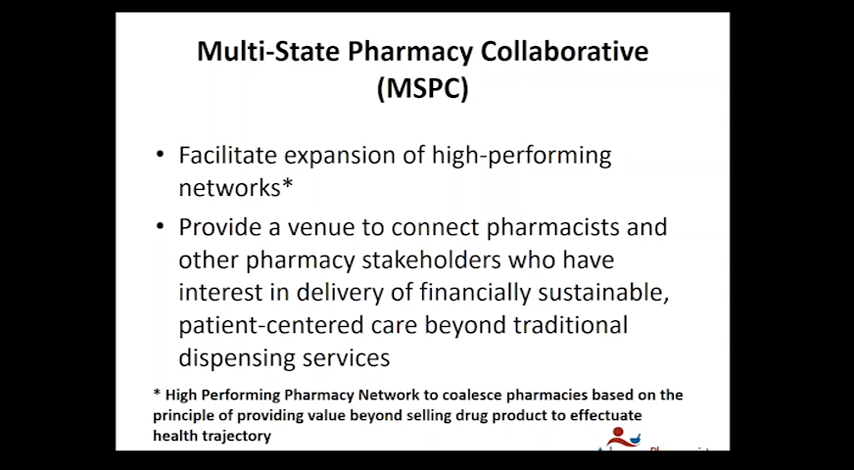 Multi-State Pharmacy Collaborative
(MSPC)
• Facilitate expansion of high-performing
networks*
• Provide a venue to connect pharmacists and
other pharmacy stakeholders who have
interest in delivery of financially sustainable,
patient-centered care beyond traditional
dispensing services
* High Performing Pharmacy Network to coalesce pharmacies based on the
principle of providing value beyond selling drug product to effectuate
health trajectory